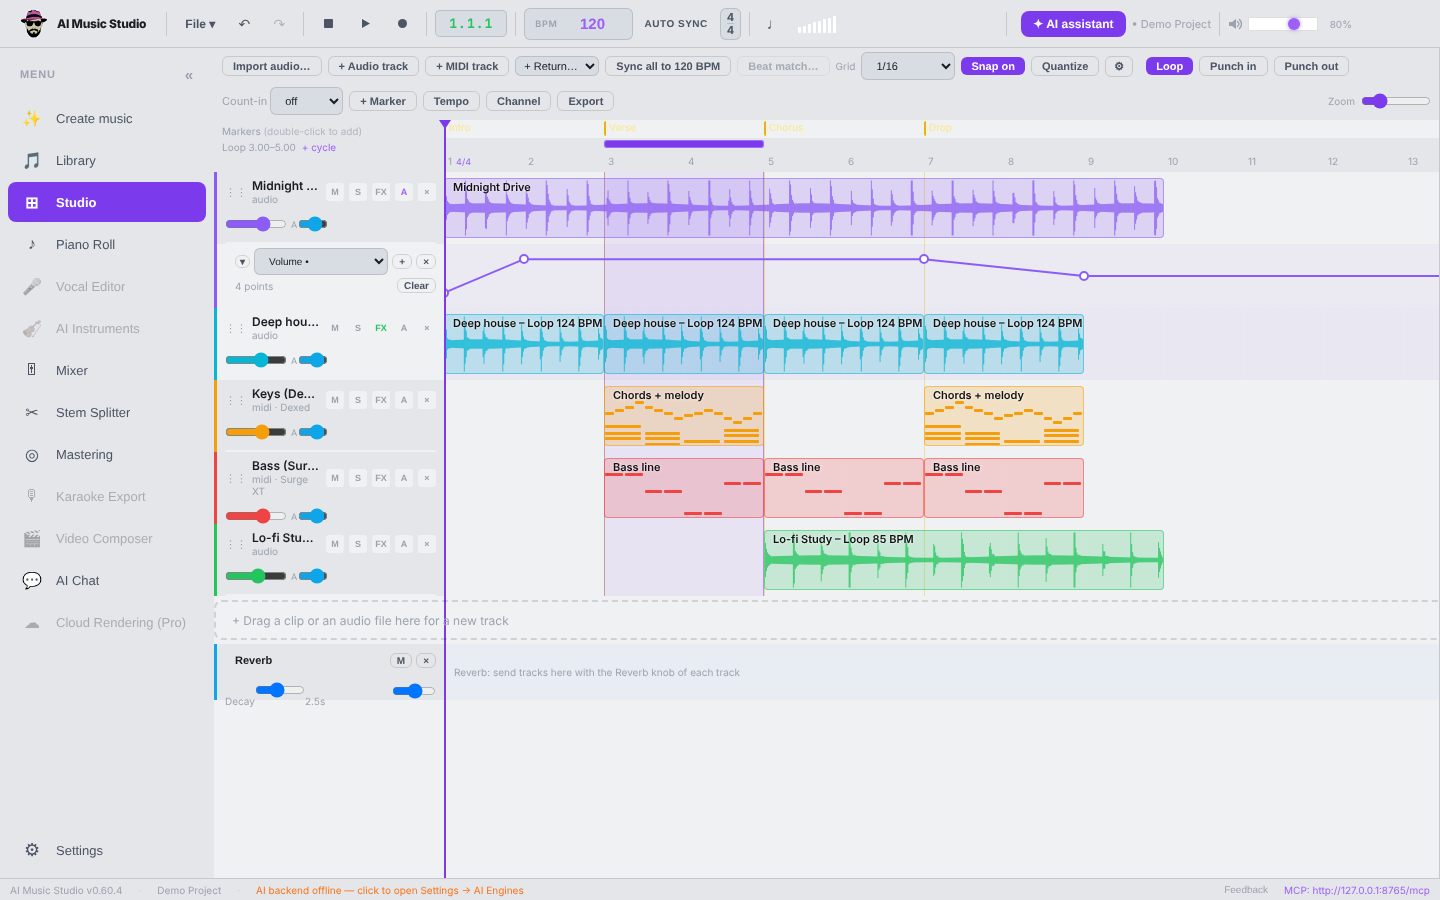 AI Music Studio
File ▾
1.1.1
BPM 120
AUTO SYNC
4
4
✦ AI assistant
• Demo Project
80%
MENU
«
Create music
Library
Studio
Piano Roll
Vocal Editor
AI Instruments
Mixer
Stem Splitter
Mastering
Karaoke Export
Video Composer
AI Chat
Cloud Rendering (Pro)
Settings
Import audio...
+ Audio track
+ MIDI track
+ Return...
Sync all to 120 BPM
Beat match...
Grid
1/16
Snap on
Quantize
Loop
Punch in
Punch out
Count-in
off
+ Marker
Tempo
Channel
Export
Zoom
Markers (double-click to add)
Loop 3.00–5.00 + cycle
Intro
Verse
Chorus
Drop
1 4/4 2 3 4 5 6 7 8 9 10 11 12 13
Midnight ...
audio
M S FX A ×
A
Midnight Drive
▾ Volume • + ×
4 points
Clear
Deep hou...
audio
M S FX A ×
A
Deep house – Loop 124 BPM
Deep house – Loop 124 BPM
Deep house – Loop 124 BPM
Deep house – Loop 124 BPM
Keys (De...
midi · Dexed
M S FX A ×
A
Chords + melody
Chords + melody
Bass (Sur...
midi · Surge
XT
M S FX A ×
A
Bass line
Bass line
Bass line
Lo-fi Stu...
audio
M S FX A ×
A
Lo-fi Study – Loop 85 BPM
+ Drag a clip or an audio file here for a new track
Reverb
M ×
Decay
2.5s
Reverb: send tracks here with the Reverb knob of each track
AI Music Studio v0.60.4 · Demo Project · AI backend offline — click to open Settings → AI Engines
Feedback
MCP: http://127.0.0.1:8765/mcp